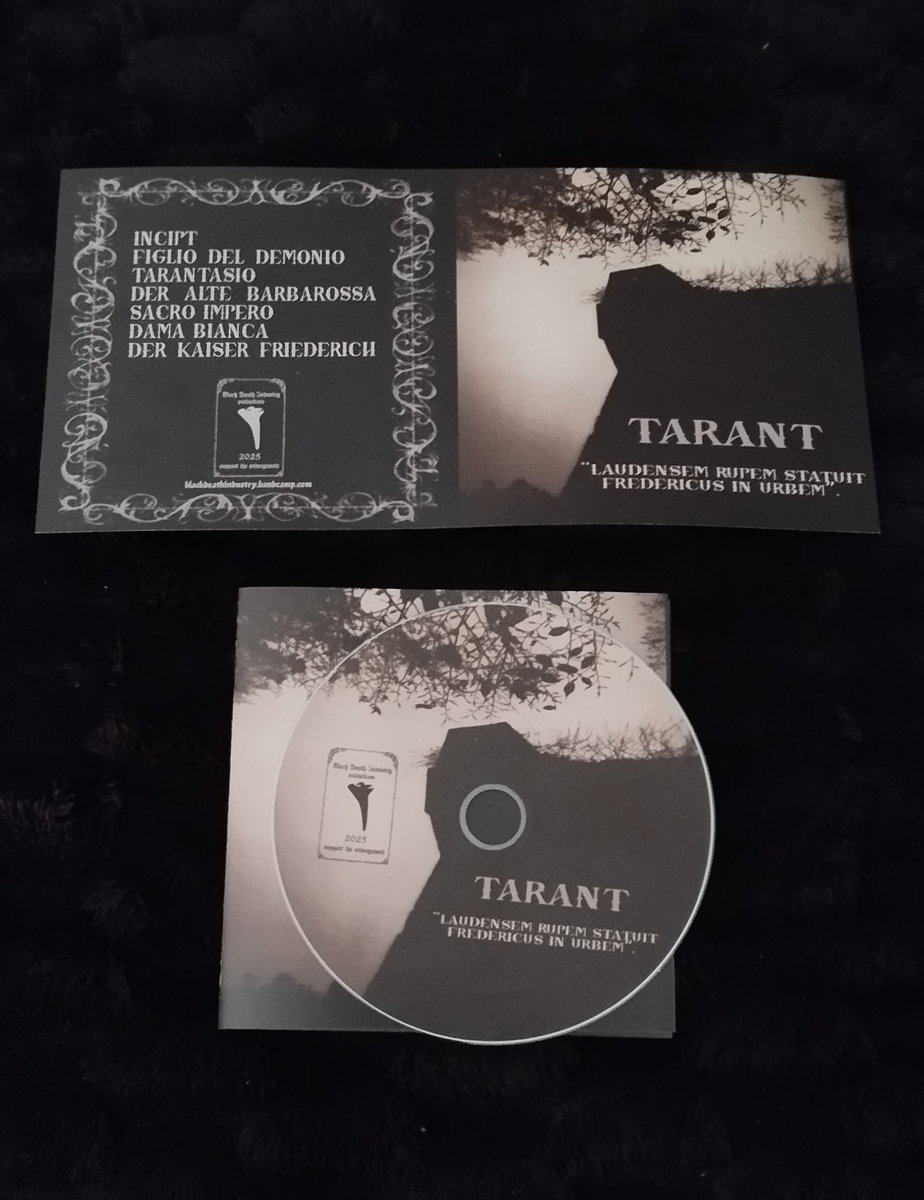 INCIPT
FIGLIO DEL DEMONIO
TARANTASIO
DER ALTE BARBAROSSA
SACRO IMPERO
DAMA BIANCA
DER KAISER FRIEDERICH
Black Death Industry
productions
2025
support the underground
blackdeathindustry.bandcamp.com
TARANT
"LAUDENSEM RUPEM STATUIT
FREDERICUS IN URBEM".
Black Death Industry
productions
2025
support the underground
TARANT
"LAUDENSEM RUPEM STATUIT
FREDERICUS IN URBEM".